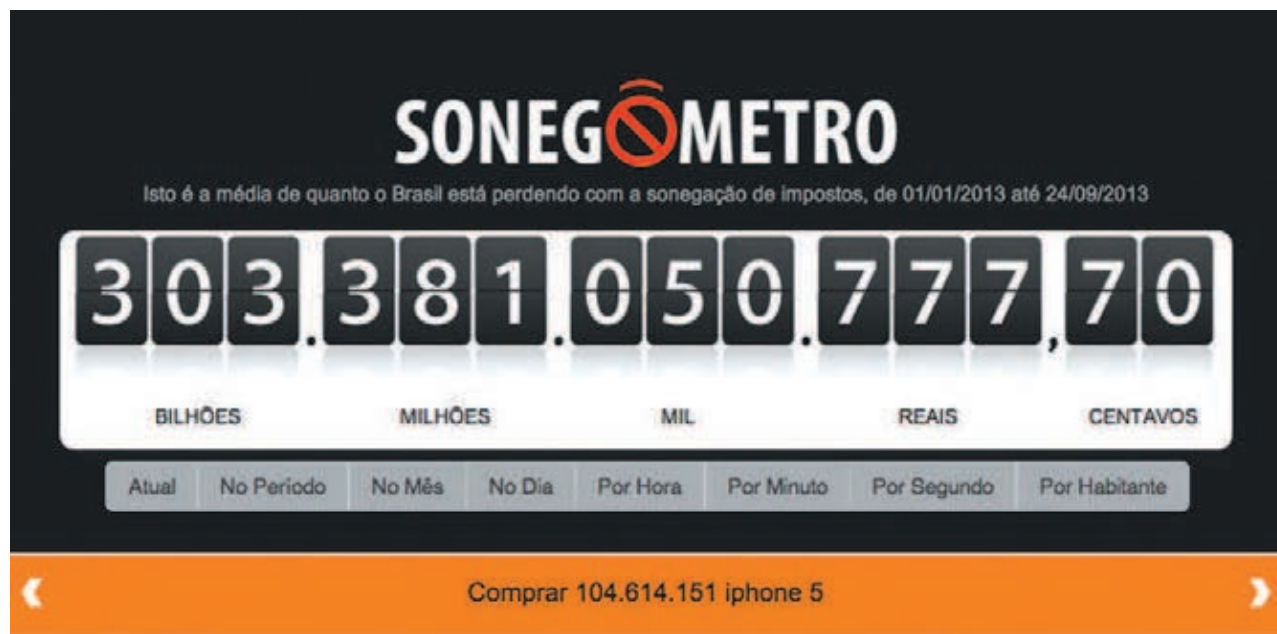 SONEGÔMETRO
Isto é a média de quanto o Brasil está perdendo com a sonegação de impostos, de 01/01/2013 até 24/09/2013
303.381.050.777,70
BILHÕES MILHÕES MIL REAIS CENTAVOS
Atual No Período No Mês No Dia Por Hora Por Minuto Por Segundo Por Habitante
Comprar 104.614.151 iphone 5